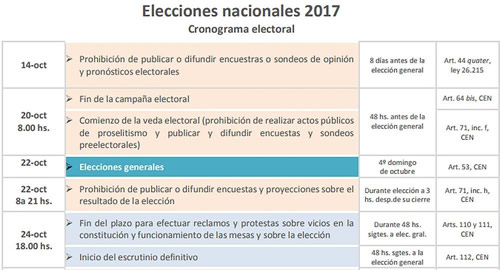 Elecciones nacionales 2017
Cronograma electoral
14-oct
Prohibición de publicar o difundir encuestas o sondeos de opinión
y pronósticos electorales
8 días antes de la
elección general
Art. 44 quater,
ley 26.215
20-oct
8.00 hs.
Fin de la campaña electoral
Comienzo de la veda electoral (prohibición de realizar actos públicos
de proselitismo y publicar y difundir encuestas y sondeos
preelectorales)
48 hs. antes de la
elección general
Art. 64 bis, CEN
Art. 71, inc. f,
CEN
22-oct
Elecciones generales
4º domingo
de octubre
Art. 53, CEN
22-oct
8a 21 hs.
Prohibición de publicar o difundir encuestas y proyecciones sobre el
resultado de la elección
Durante elección a 3
hs. desp.de su cierre
Art. 71, inc. h,
CEN
24-oct
18.00 hs.
Fin del plazo para efectuar reclamos y protestas sobre vicios en la
constitución y funcionamiento de las mesas y sobre la elección
Durante 48 hs.
sigtes. a elec. gral.
Arts. 110 y 111,
CEN
Inicio del escrutinio definitivo
48 hs. sgtes. a la
elección general
Art. 112, CEN